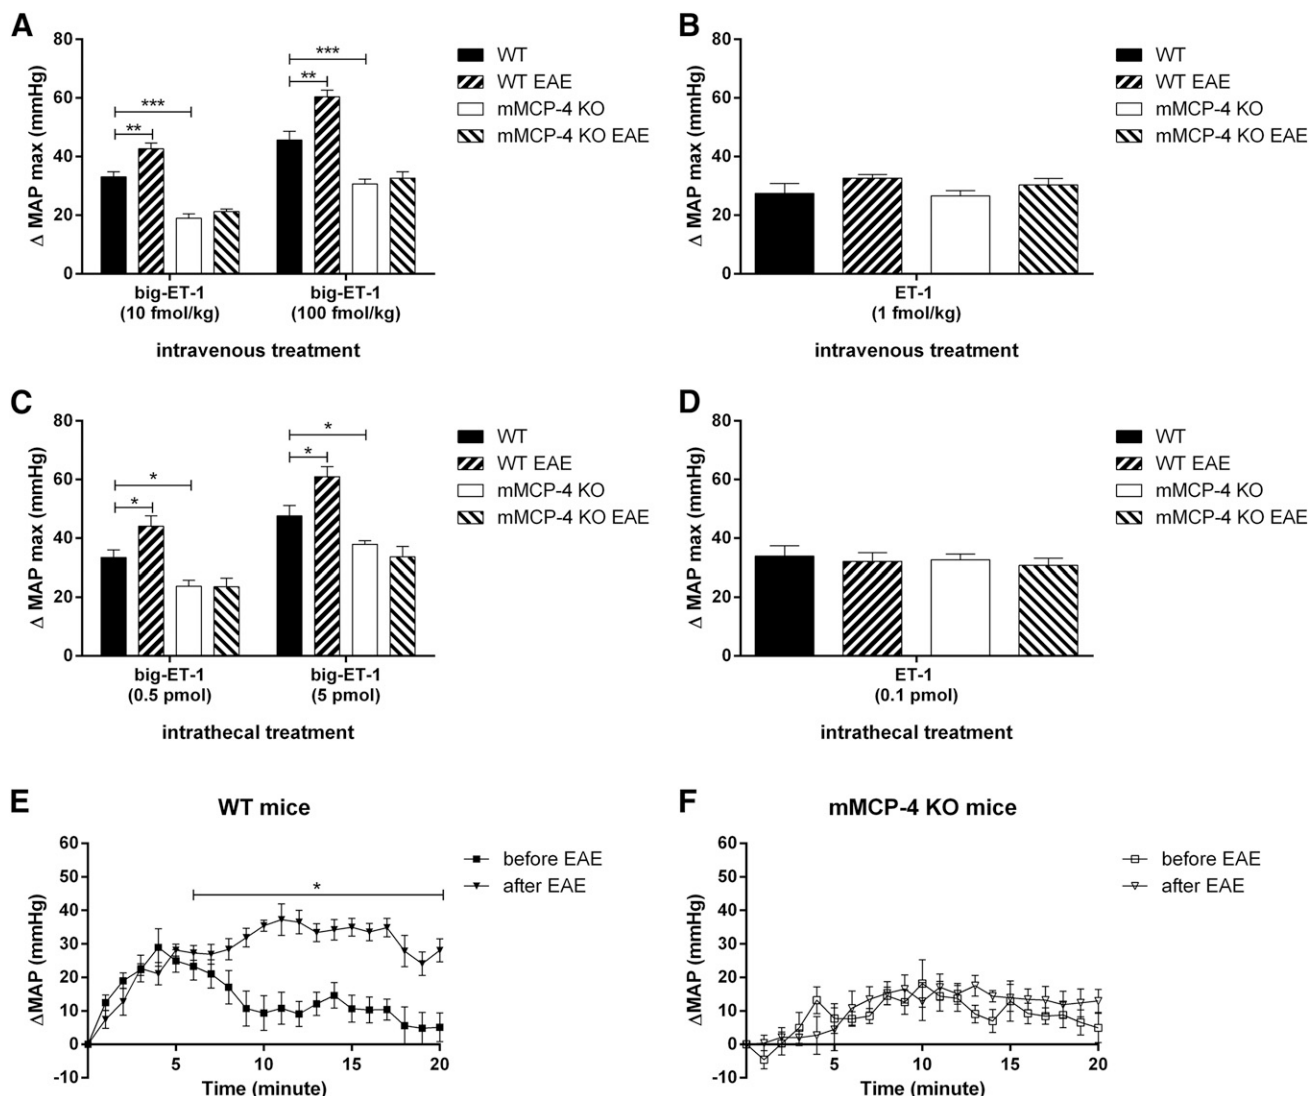 A
Δ MAP max (mmHg)
80
60
40
20
0
***
**
***
**
WT
WT EAE
mMCP-4 KO
mMCP-4 KO EAE
big-ET-1
(10 fmol/kg)
big-ET-1
(100 fmol/kg)
intravenous treatment
B
Δ MAP max (mmHg)
80
60
40
20
0
WT
WT EAE
mMCP-4 KO
mMCP-4 KO EAE
ET-1
(1 fmol/kg)
intravenous treatment
C
Δ MAP max (mmHg)
80
60
40
20
0
*
*
*
*
WT
WT EAE
mMCP-4 KO
mMCP-4 KO EAE
big-ET-1
(0.5 pmol)
big-ET-1
(5 pmol)
intrathecal treatment
D
Δ MAP max (mmHg)
80
60
40
20
0
WT
WT EAE
mMCP-4 KO
mMCP-4 KO EAE
ET-1
(0.1 pmol)
intrathecal treatment
E
WT mice
ΔMAP (mmHg)
60
50
40
30
20
10
0
-10
*
before EAE
after EAE
5
10
15
20
Time (minute)
F
mMCP-4 KO mice
ΔMAP (mmHg)
60
50
40
30
20
10
0
-10
before EAE
after EAE
5
10
15
20
Time (minute)